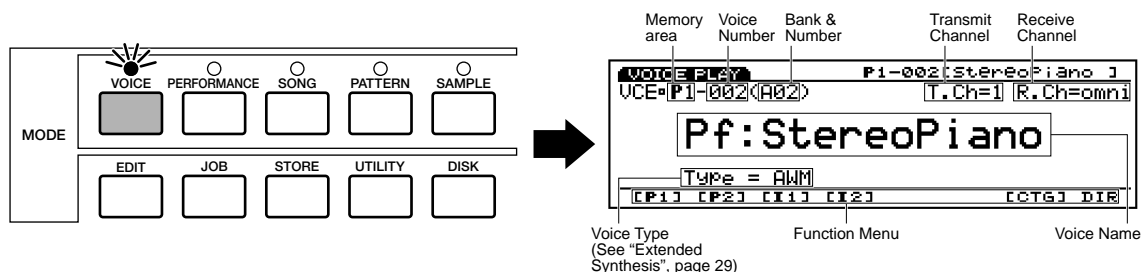 MODE
VOICE PERFORMANCE SONG PATTERN SAMPLE
EDIT JOB STORE UTILITY DISK
Memory area
Voice Number
Bank & Number
Transmit Channel
Receive Channel
VOICE PLAY P1-002[StereoPiano ]
VCE=P1-002(A02) T.Ch=1 R.Ch=omni
Pf:StereoPiano
Type = AWM
[P1] [P2] [I1] [I2] [CTG] DIR
Voice Type
(See “Extended
Synthesis”, page 29)
Function Menu
Voice Name